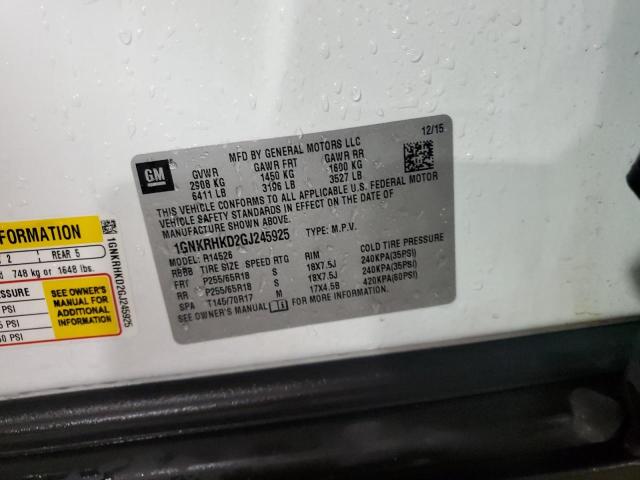 GM
MFD BY GENERAL MOTORS LLC
12/15
GVWR GAWR FRT GAWR RR
2908 KG 1450 KG 1600 KG
6411 LB 3196 LB 3527 LB
THIS VEHICLE CONFORMS TO ALL APPLICABLE U.S. FEDERAL MOTOR
VEHICLE SAFETY STANDARDS IN EFFECT ON THE DATE OF
MANUFACTURE SHOWN ABOVE.
1GNKRHKD2GJ245925 TYPE: M.P.V.
MODEL: R14526
RBBB TIRE SIZE SPEED RTG RIM COLD TIRE PRESSURE
FRT P255/65R18 S 18X7.5J 240KPA(35PSI)
RR P255/65R18 S 18X7.5J 240KPA(35PSI)
SPA T145/70R17 M 17X4.5B 420KPA(60PSI)
SEE OWNER'S MANUAL FOR MORE INFORMATION.
FORMATION
2 REAR 5
748 kg or 1648 lbs.
SSURE
PSI
5 PSI
0 PSI
SEE OWNER'S
MANUAL FOR
ADDITIONAL
INFORMATION
1GNKRHKD2GJ245925